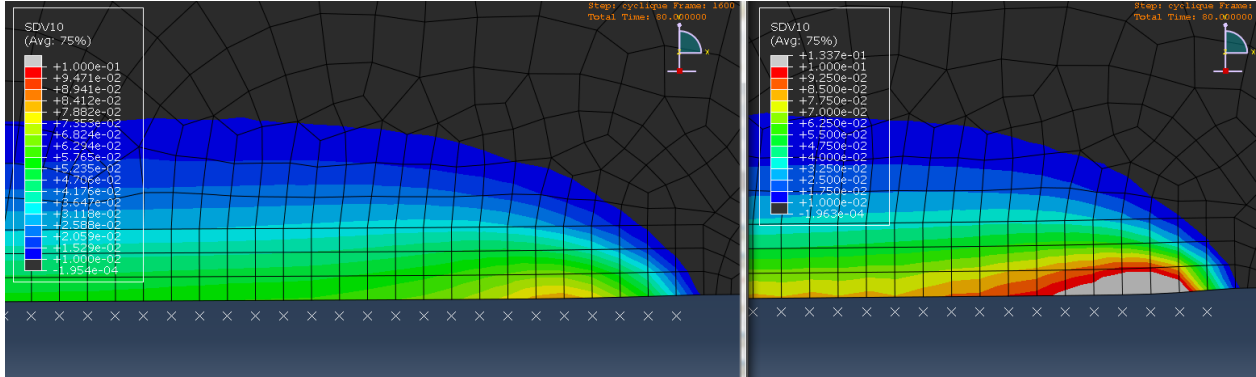 Step: cyclique Frame: 1600
Total Time: 80.000000
SDV10
(Avg: 75%)
+1.000e-01
+9.471e-02
+8.941e-02
+8.412e-02
+7.882e-02
+7.353e-02
+6.824e-02
+6.294e-02
+5.765e-02
+5.235e-02
+4.706e-02
+4.176e-02
+3.647e-02
+3.118e-02
+2.588e-02
+2.059e-02
+1.529e-02
+1.000e-02
-1.954e-04
X
Step: cyclique Frame:
Total Time: 80.000000
SDV10
(Avg: 75%)
+1.337e-01
+1.000e-01
+9.250e-02
+8.500e-02
+7.750e-02
+7.000e-02
+6.250e-02
+5.500e-02
+4.750e-02
+4.000e-02
+3.250e-02
+2.500e-02
+1.750e-02
+1.000e-02
-1.963e-04
X